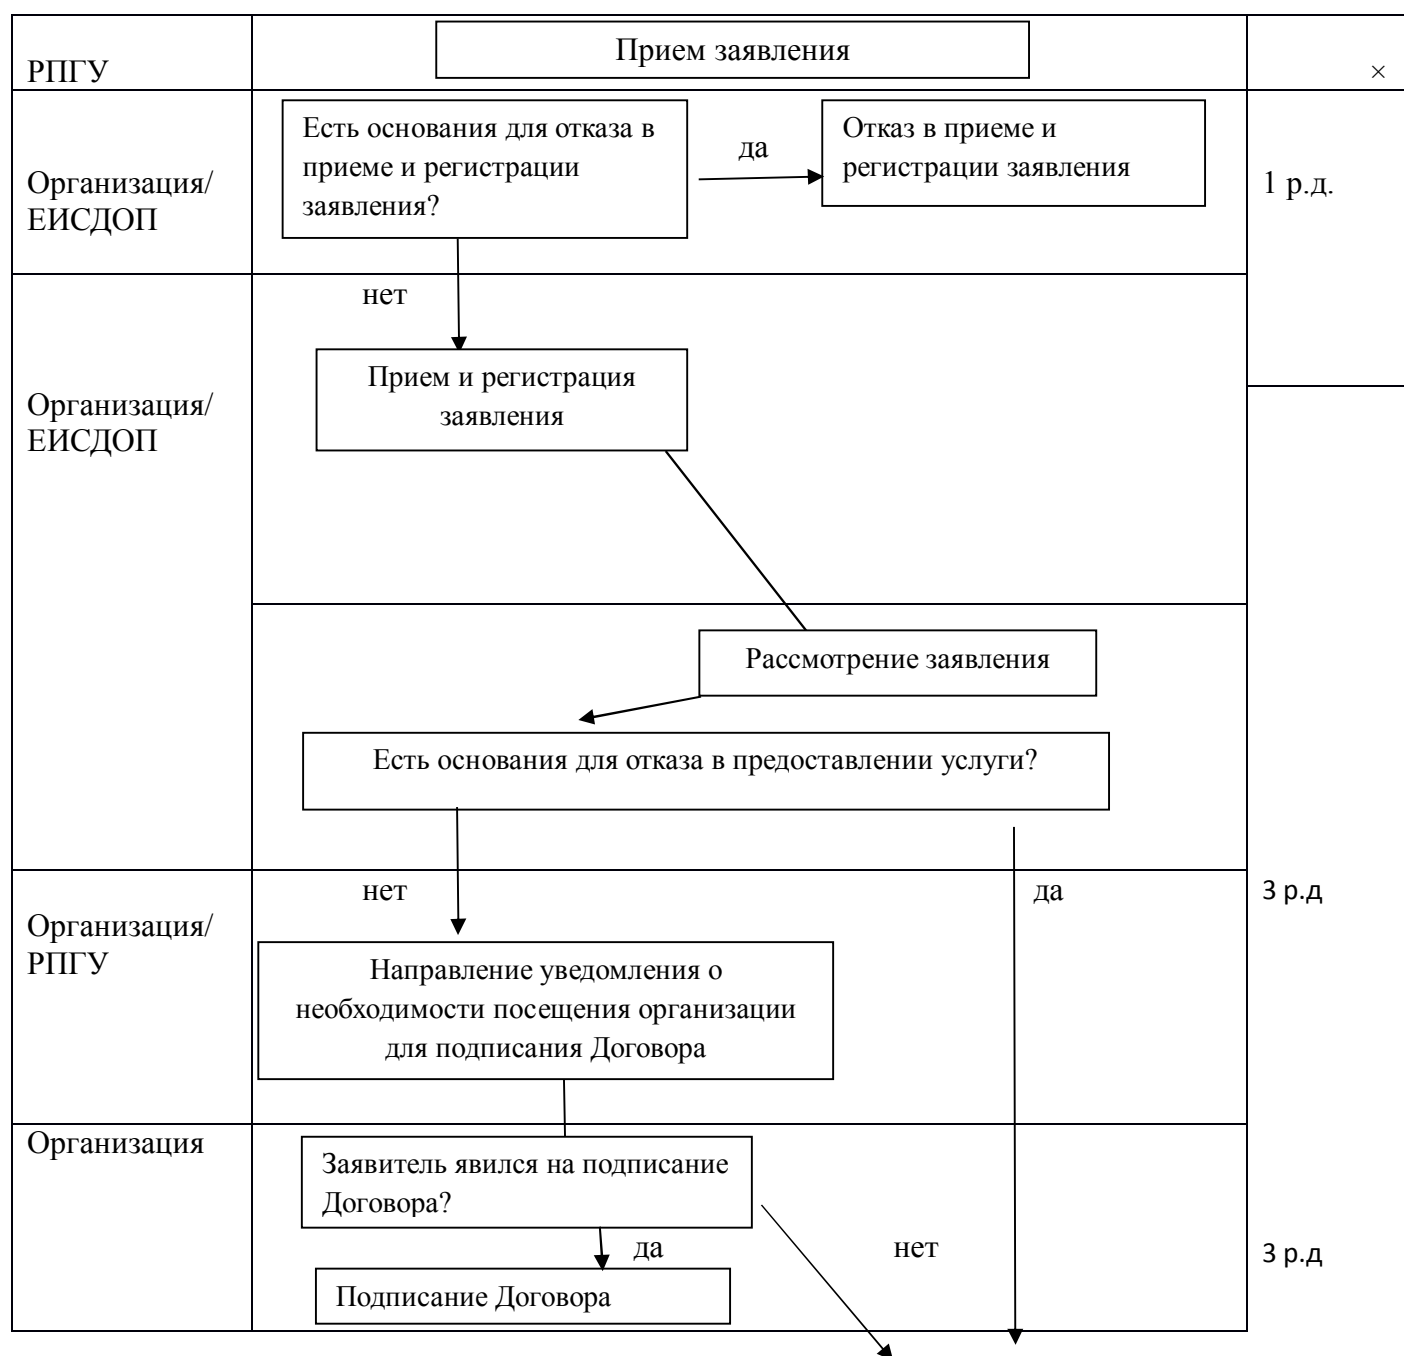 Прием заявления
РПГУ
×
Есть основания для отказа в
приеме и регистрации
заявления?
да
Отказ в приеме и
регистрации заявления
Организация/
ЕИСДОП
1 р.д.
нет
Прием и регистрация
заявления
Организация/
ЕИСДОП
Рассмотрение заявления
Есть основания для отказа в предоставлении услуги?
нет
да
3 р.д
Организация/
РПГУ
Направление уведомления о
необходимости посещения организации
для подписания Договора
Организация
Заявитель явился на подписание
Договора?
да
нет
3 р.д
Подписание Договора